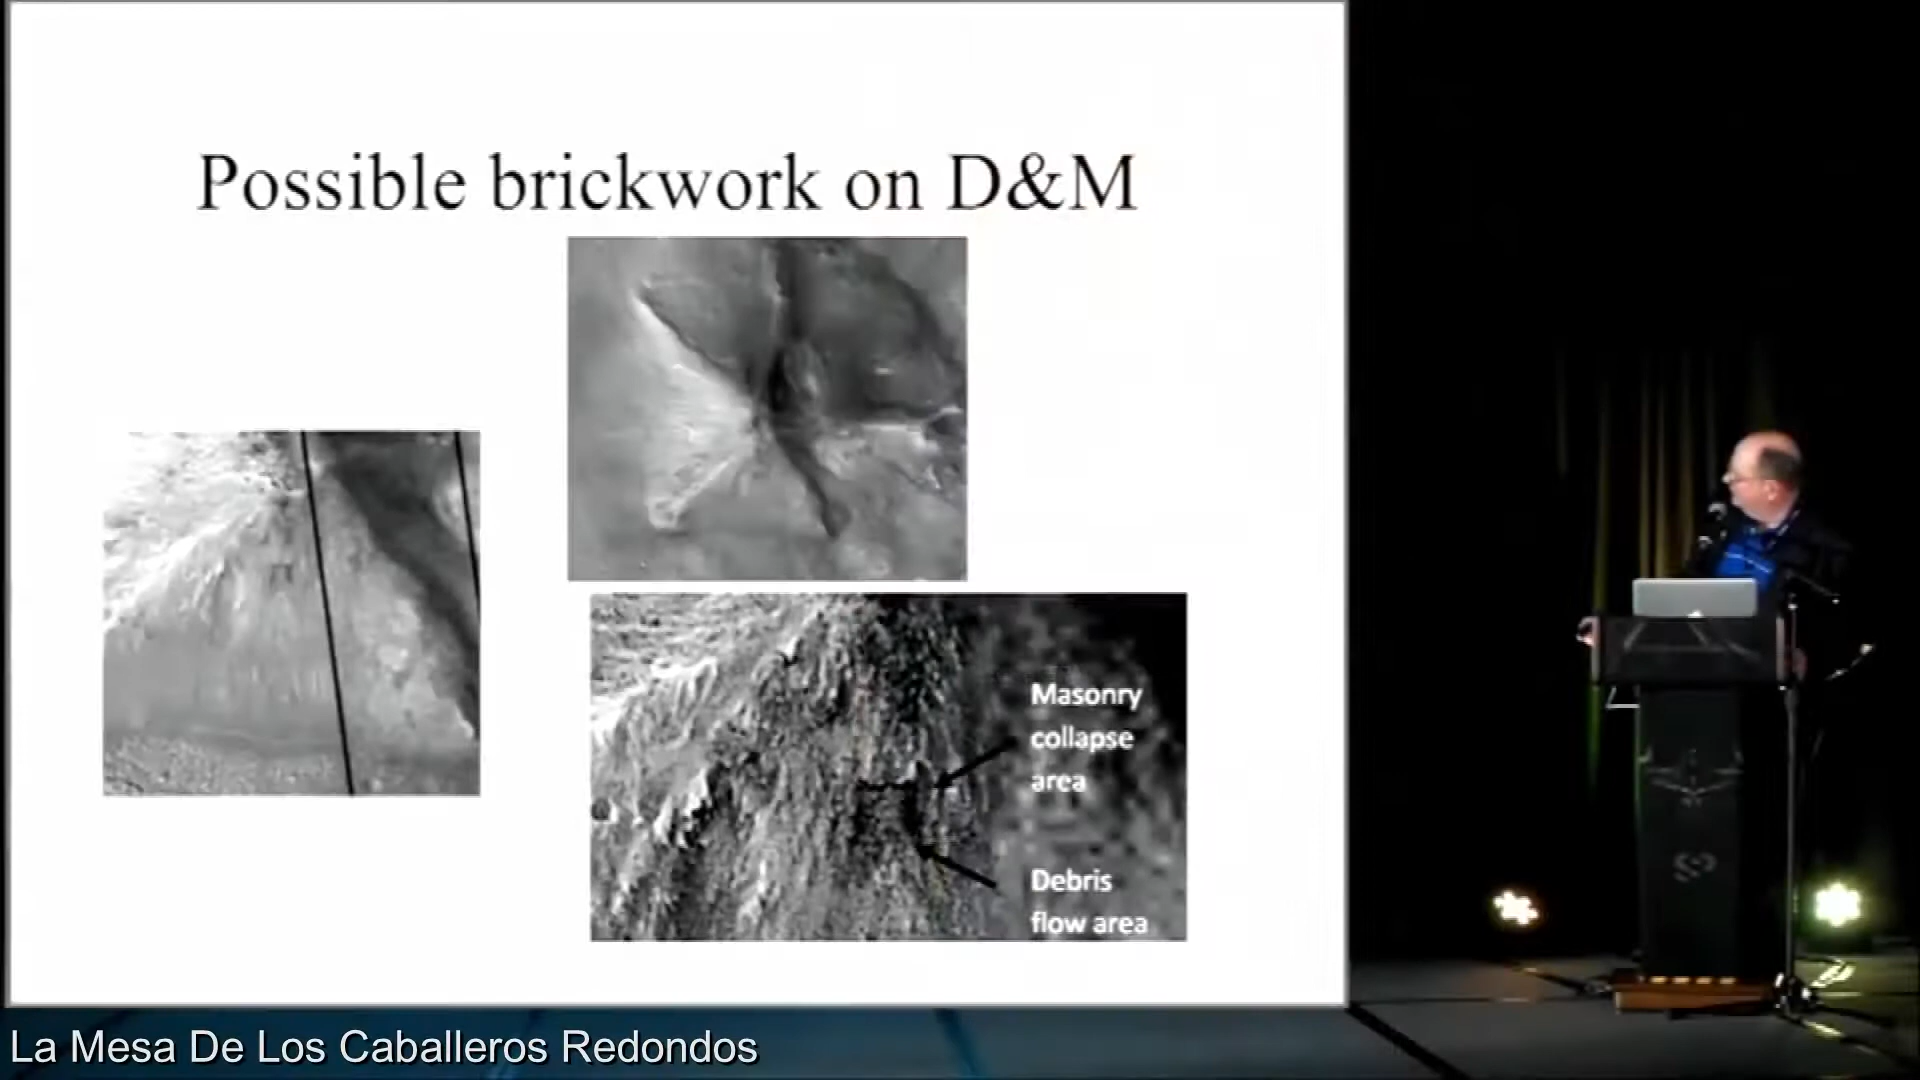 Possible brickwork on D&M
Masonry
collapse
area
Debris
flow area
La Mesa De Los Caballeros Redondos